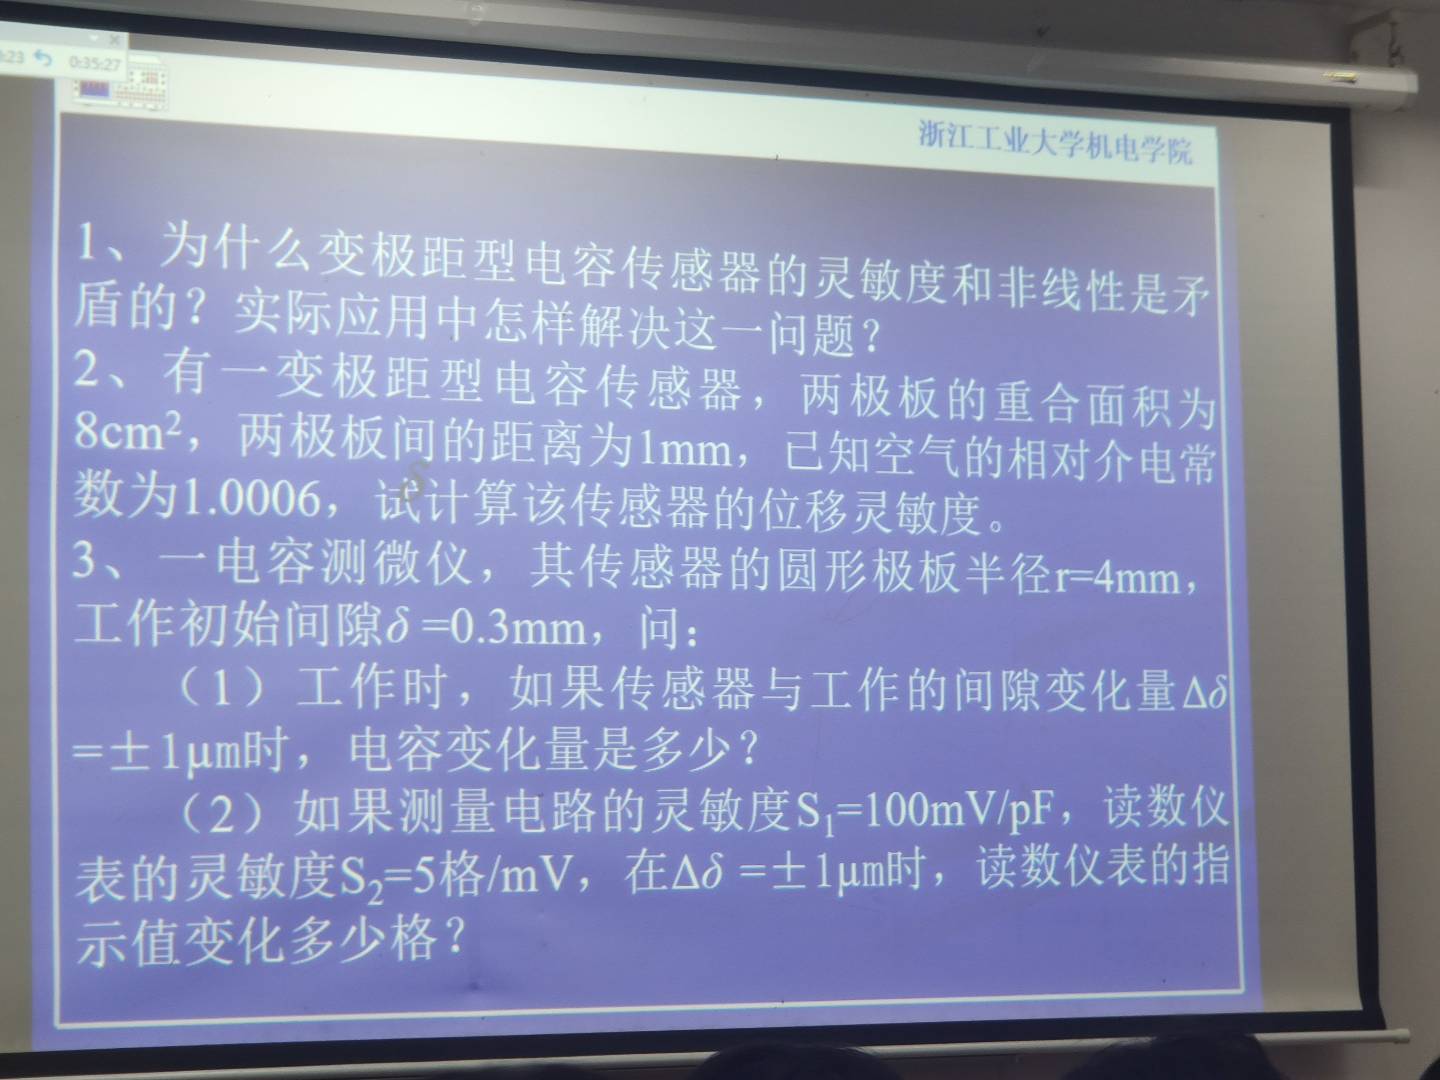 0:35:27
浙江工业大学机电学院
1、为什么变极距型电容传感器的灵敏度和非线性是矛
盾的？实际应用中怎样解决这一问题？
2、有一变极距型电容传感器，两极板的重合面积为
8cm²，两极板间的距离为1mm，已知空气的相对介电常
数为1.0006，试计算该传感器的位移灵敏度。
3、一电容测微仪，其传感器的圆形极板半径r=4mm，
工作初始间隙δ =0.3mm，问：
（1）工作时，如果传感器与工作的间隙变化量Δδ
=±1μm时，电容变化量是多少？
（2）如果测量电路的灵敏度S₁=100mV/pF，读数仪
表的灵敏度S₂=5格/mV，在Δδ =±1μm时，读数仪表的指
示值变化多少格？